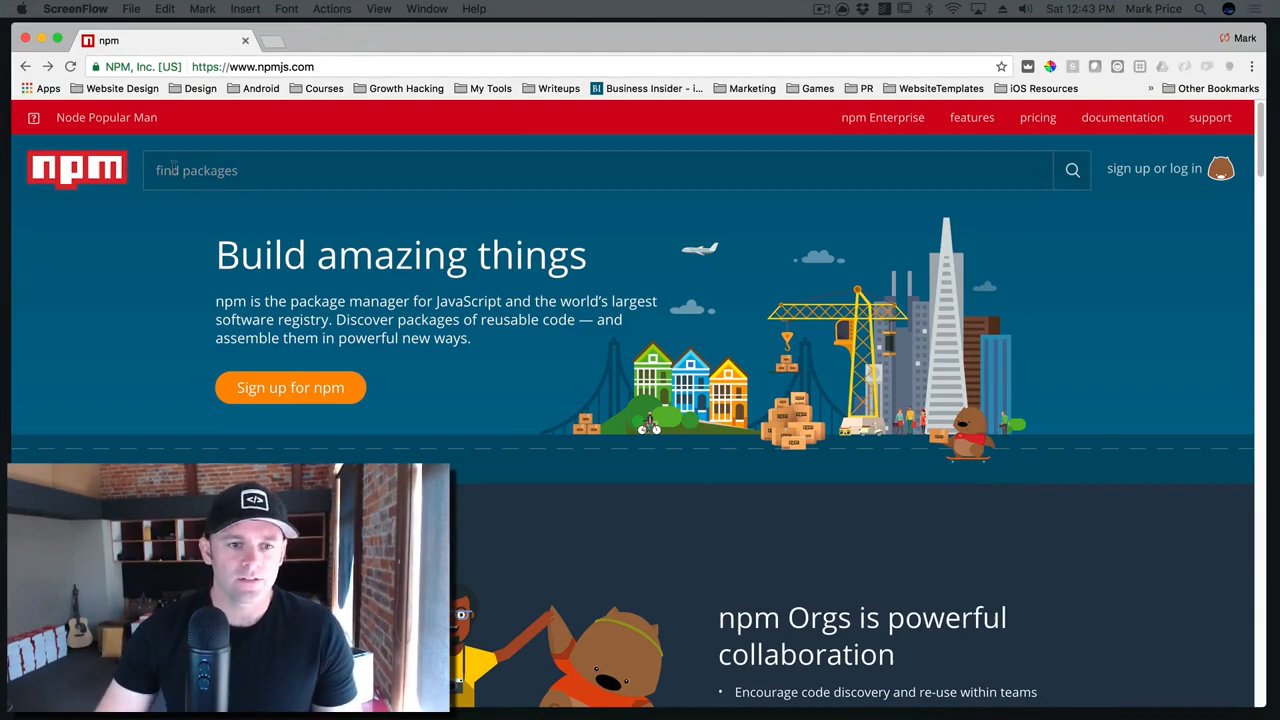 ScreenFlow File Edit Mark Insert Font Actions View Window Help Sat 12:43 PM Mark Price
npm Mark
NPM, Inc. [US] https://www.npmjs.com
Apps Website Design Design Android Courses Growth Hacking My Tools Writeups BI Business Insider - i... Marketing Games PR WebsiteTemplates iOS Resources » Other Bookmarks
Node Popular Man npm Enterprise features pricing documentation support
npm find packages sign up or log in
Build amazing things
npm is the package manager for JavaScript and the world's largest
software registry. Discover packages of reusable code — and
assemble them in powerful new ways.
Sign up for npm
npm Orgs is powerful
collaboration
• Encourage code discovery and re-use within teams